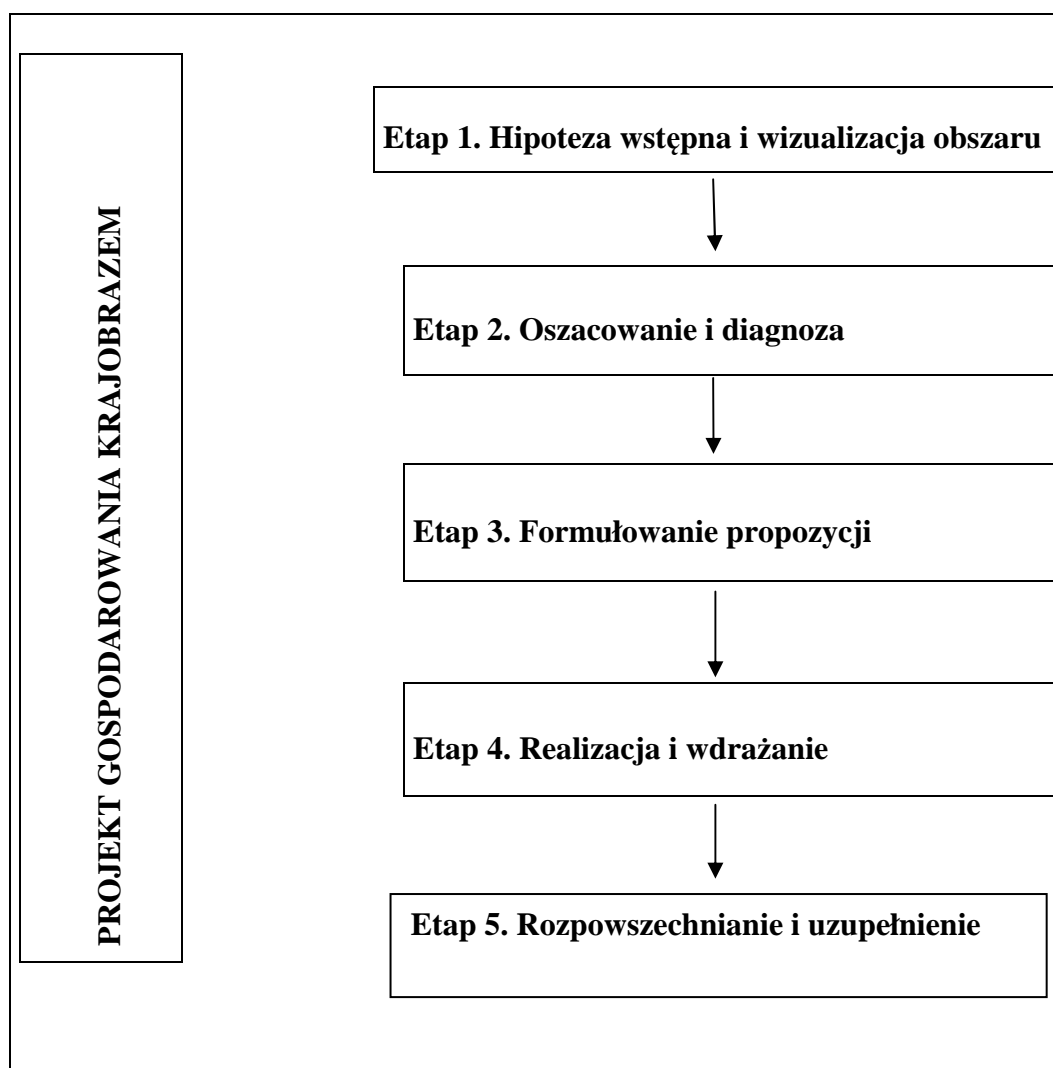 PROJEKT GOSPODAROWANIA KRAJOBRAZEM
Etap 1. Hipoteza wstępna i wizualizacja obszaru
Etap 2. Oszacowanie i diagnoza
Etap 3. Formułowanie propozycji
Etap 4. Realizacja i wdrażanie
Etap 5. Rozpowszechnianie i uzupełnienie